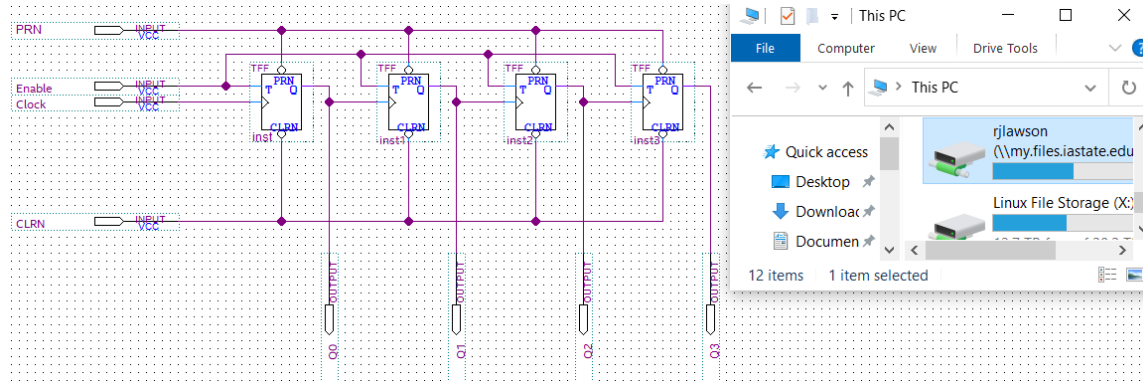 PRN
INPUT
VCC
Enable
INPUT
VCC
Clock
INPUT
VCC
TFF
PRN
T
Q
CLRN
inst
TFF
PRN
T
Q
CLRN
inst1
TFF
PRN
T
Q
CLRN
inst2
TFF
PRN
T
Q
CLRN
inst3
CLRN
INPUT
VCC
OUTPUT
Q0
OUTPUT
Q1
OUTPUT
Q2
OUTPUT
Q3
This PC
File Computer View Drive Tools
This PC
Quick access
Desktop
Downloac
Documen
rjlawson
(\\my.files.iastate.edu
Linux File Storage (X:)
12 items 1 item selected